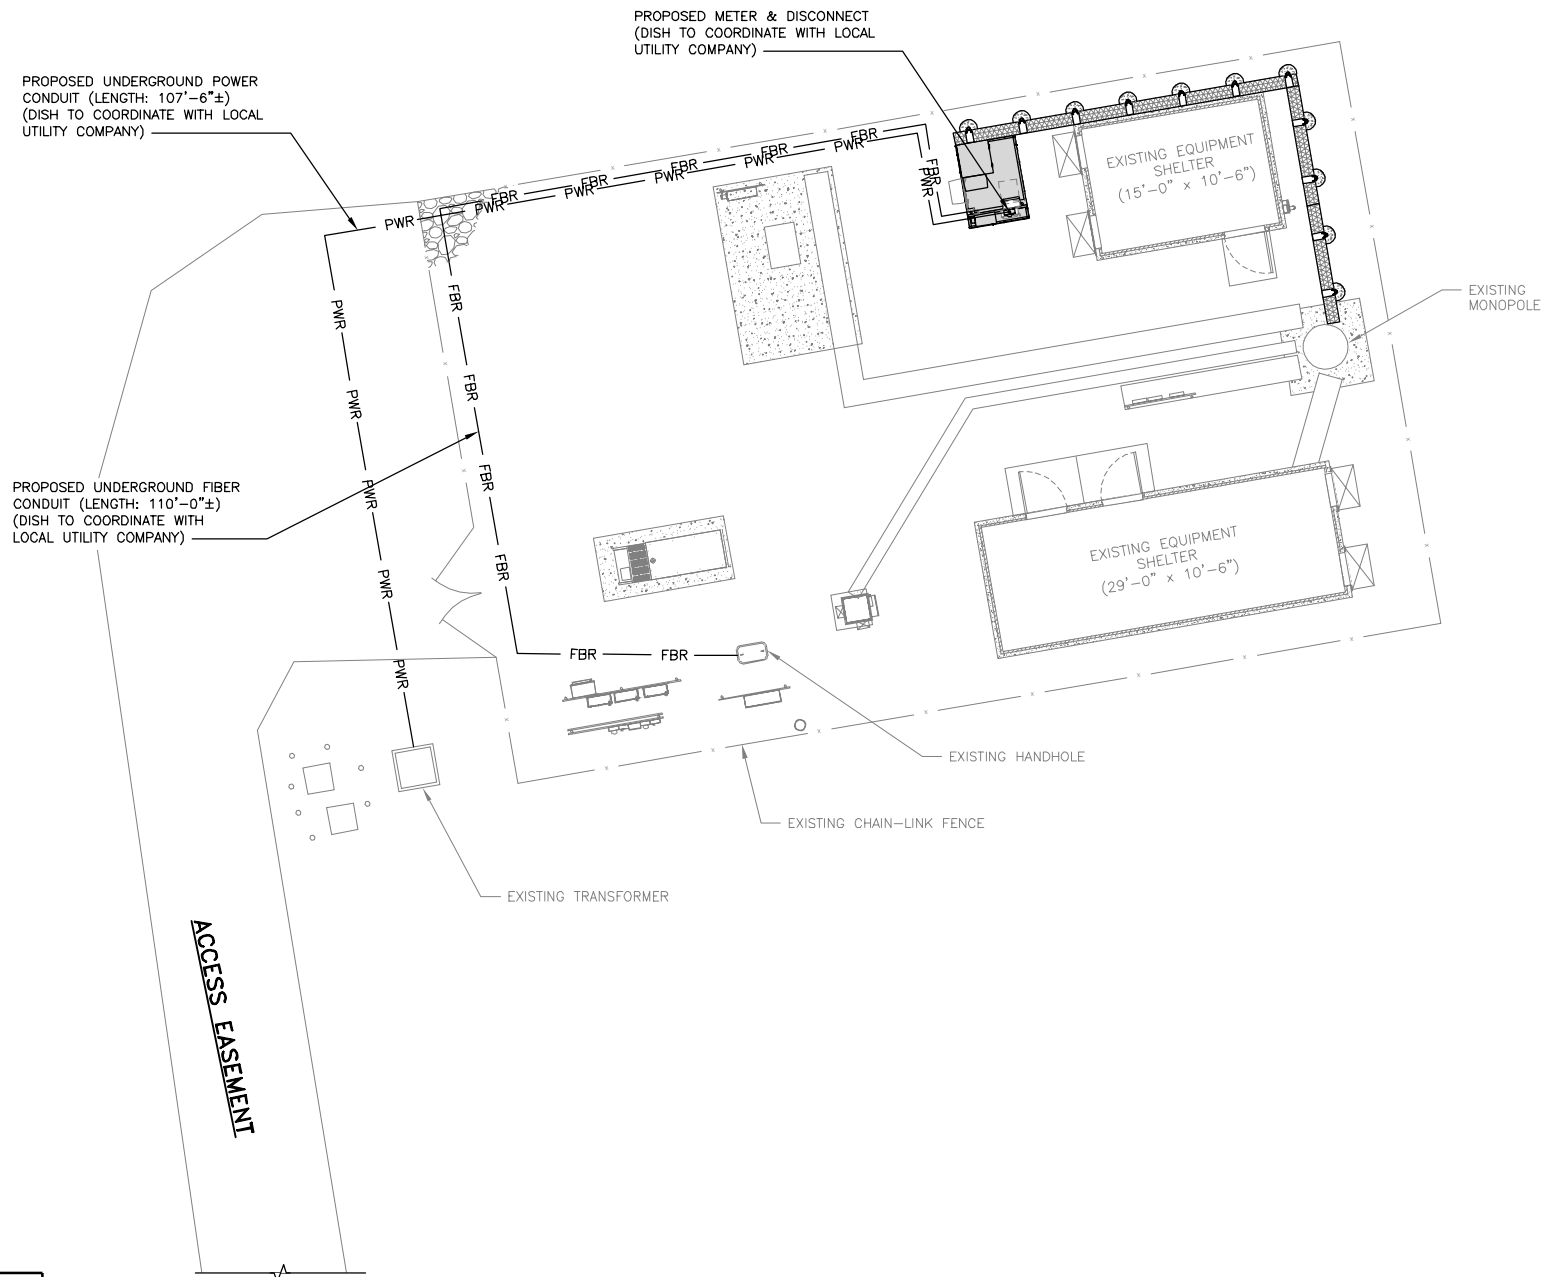 PROPOSED METER & DISCONNECT
(DISH TO COORDINATE WITH LOCAL
UTILITY COMPANY)
PROPOSED UNDERGROUND POWER
CONDUIT (LENGTH: 107'-6"±)
(DISH TO COORDINATE WITH LOCAL
UTILITY COMPANY)
FBR
FBR
FBR
FBR
FBR
PWR
PWR
PWR
PWR
PWR
PWR
FBR
PWR
EXISTING EQUIPMENT
SHELTER
(15'-0" x 10'-6")
EXISTING
MONOPOLE
PWR
PWR
PWR
PWR
PWR
FBR
FBR
FBR
FBR
PROPOSED UNDERGROUND FIBER
CONDUIT (LENGTH: 110'-0"±)
(DISH TO COORDINATE WITH
LOCAL UTILITY COMPANY)
EXISTING EQUIPMENT
SHELTER
(29'-0" x 10'-6")
FBR
FBR
EXISTING HANDHOLE
EXISTING CHAIN-LINK FENCE
EXISTING TRANSFORMER
ACCESS EASEMENT